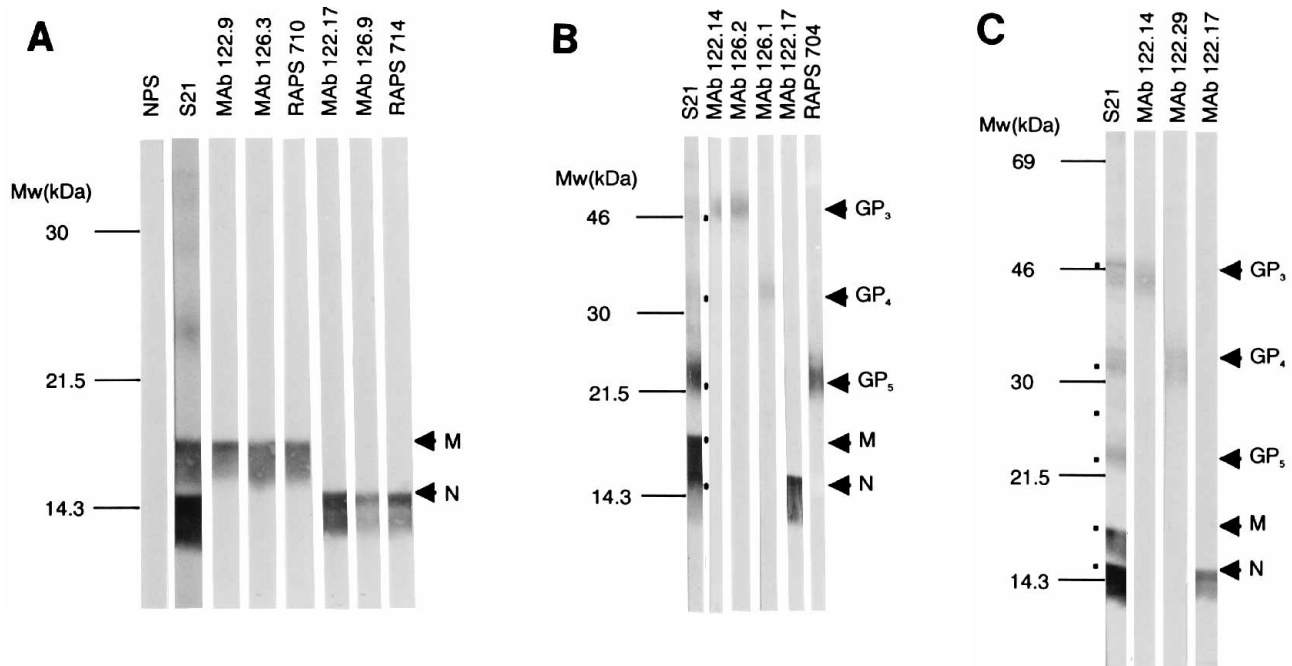 A
NPS
S21
MAb 122.9
MAb 126.3
RAPS 710
MAb 122.17
MAb 126.9
RAPS 714
Mw(kDa)
30
21.5
14.3
M
N
B
S21
MAb 122.14
MAb 126.2
MAb 126.1
MAb 122.17
RAPS 704
Mw(kDa)
46
30
21.5
14.3
GP₃
GP₄
GP₅
M
N
C
S21
MAb 122.14
MAb 122.29
MAb 122.17
Mw(kDa)
69
46
30
21.5
14.3
GP₃
GP₄
GP₅
M
N